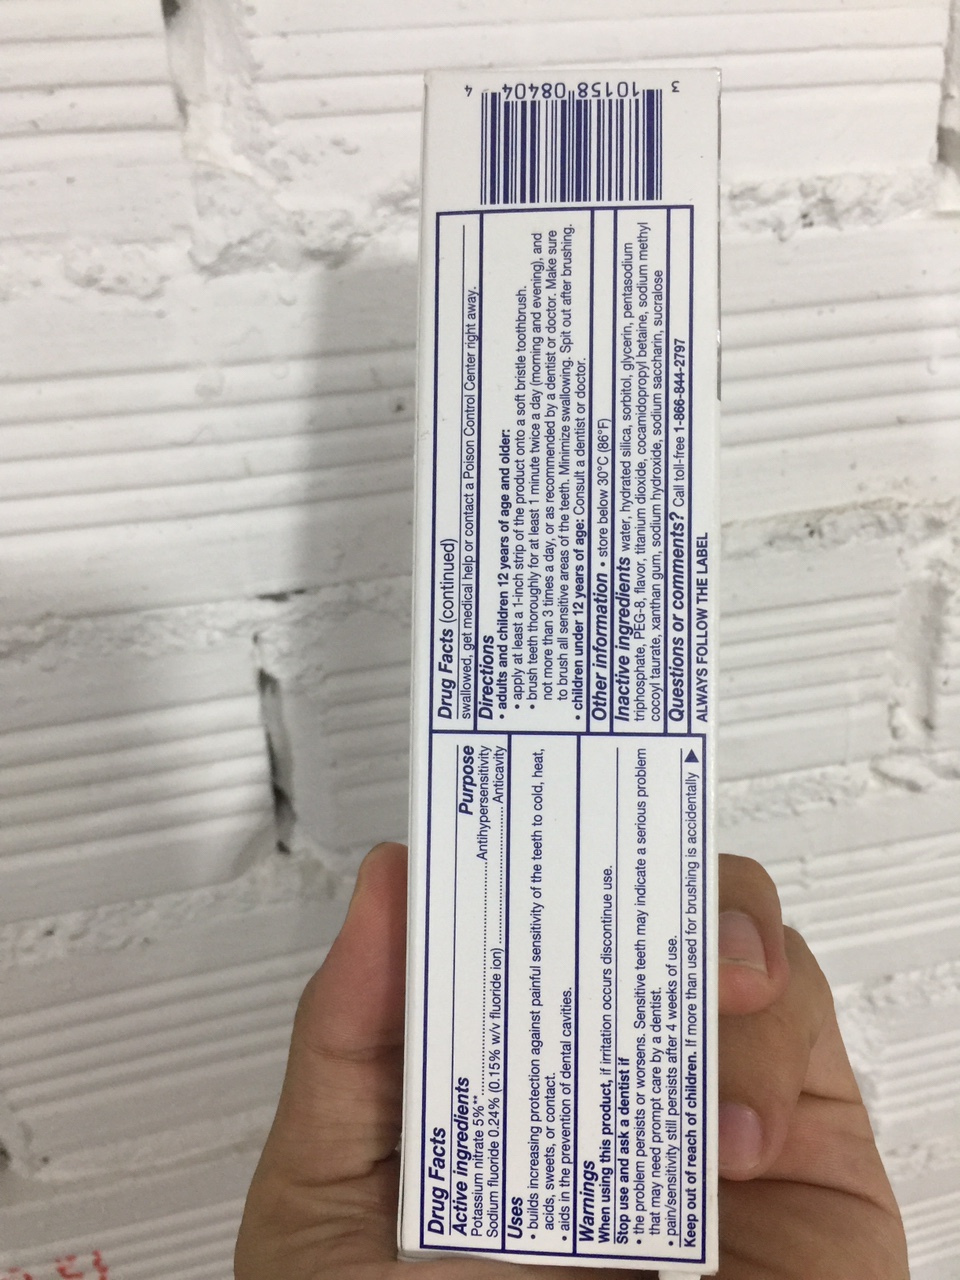 Drug Facts
Active ingredients Purpose
Potassium nitrate 5%**..............................Antihypersensitivity
Sodium fluoride 0.24% (0.15% w/v fluoride ion) .................... Anticavity
Uses
• builds increasing protection against painful sensitivity of the teeth to cold, heat,
acids, sweets, or contact.
• aids in the prevention of dental cavities.
Warnings
When using this product, if irritation occurs discontinue use.
Stop use and ask a dentist if
• the problem persists or worsens. Sensitive teeth may indicate a serious problem
that may need prompt care by a dentist.
• pain/sensitivity still persists after 4 weeks of use.
Keep out of reach of children. If more than used for brushing is accidentally ▶
Drug Facts (continued)
swallowed, get medical help or contact a Poison Control Center right away.
Directions
• adults and children 12 years of age and older:
• apply at least a 1-inch strip of the product onto a soft bristle toothbrush.
• brush teeth thoroughly for at least 1 minute twice a day (morning and evening), and
not more than 3 times a day, or as recommended by a dentist or doctor. Make sure
to brush all sensitive areas of the teeth. Minimize swallowing. Spit out after brushing.
• children under 12 years of age: Consult a dentist or doctor.
Other information • store below 30°C (86°F)
Inactive ingredients water, hydrated silica, sorbitol, glycerin, pentasodium
triphosphate, PEG-8, flavor, titanium dioxide, cocamidopropyl betaine, sodium methyl
cocoyl taurate, xanthan gum, sodium hydroxide, sodium saccharin, sucralose
Questions or comments? Call toll-free 1-866-844-2797
ALWAYS FOLLOW THE LABEL
3 10158 08404 4